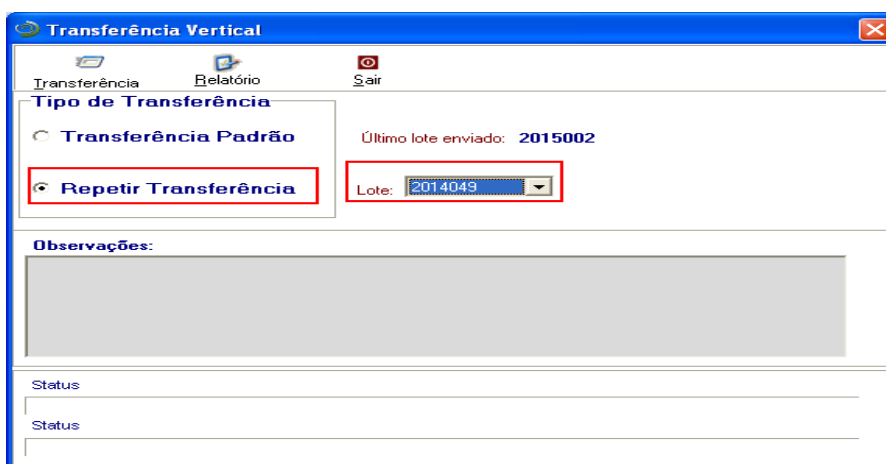 Transferência Vertical
Transferência Relatório Sair
Tipo de Transferência
Transferência Padrão Último lote enviado: 2015002
Repetir Transferência Lote: 2014049
Observações:
Status
Status